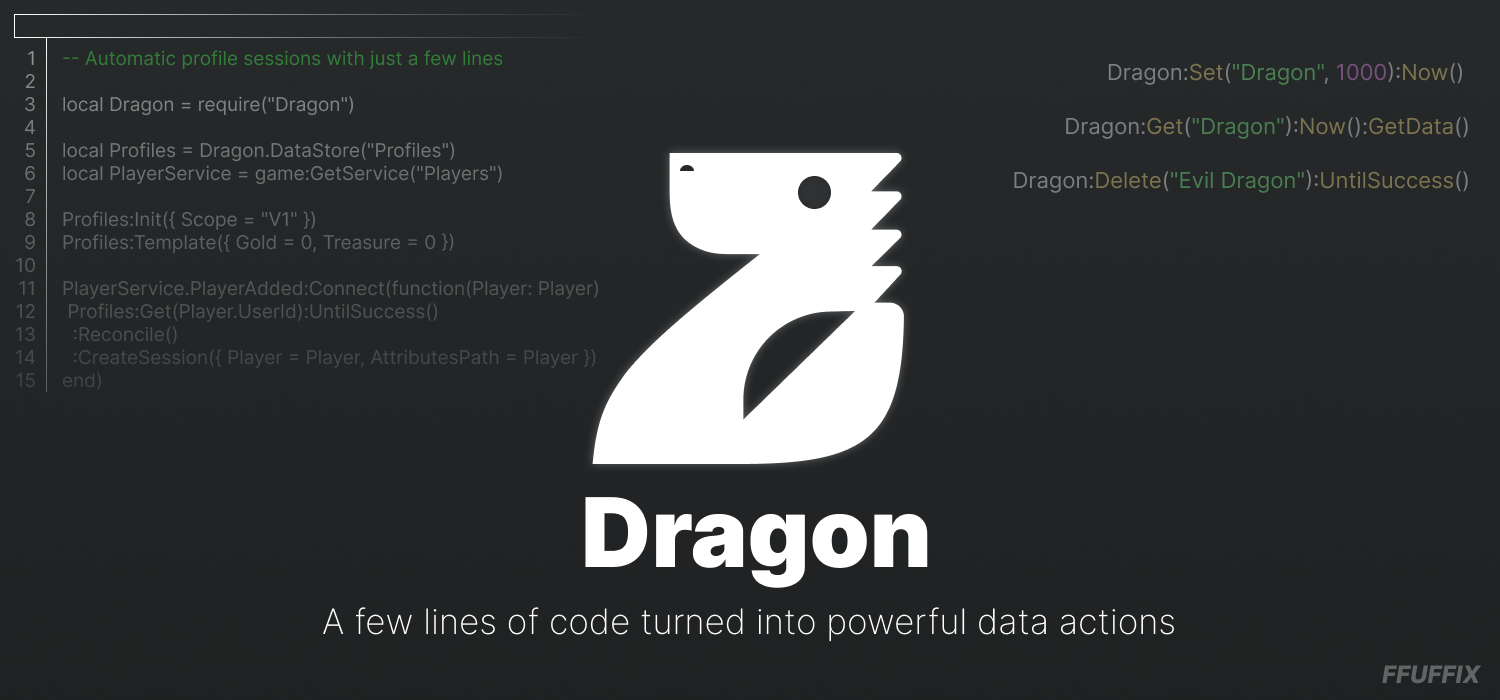 1 -- Automatic profile sessions with just a few lines
2
3 local Dragon = require("Dragon")
4
5 local Profiles = Dragon.DataStore("Profiles")
6 local PlayerService = game:GetService("Players")
7
8 Profiles:Init({ Scope = "V1" })
9 Profiles:Template({ Gold = 0, Treasure = 0 })
10
11 PlayerService.PlayerAdded:Connect(function(Player: Player)
12 Profiles:Get(Player.UserId):UntilSuccess()
13 :Reconcile()
14 :CreateSession({ Player = Player, AttributesPath = Player })
15 end)
Dragon:Set("Dragon", 1000):Now()
Dragon:Get("Dragon"):Now():GetData()
Dragon:Delete("Evil Dragon"):UntilSuccess()
Dragon
A few lines of code turned into powerful data actions
FFUFFIX